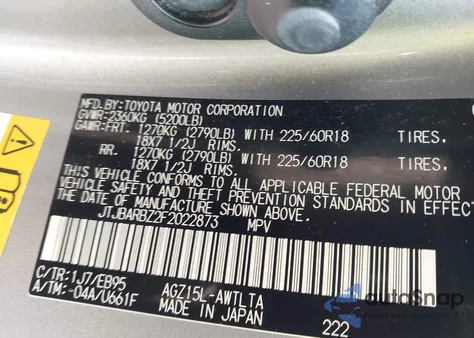 MFD.BY:TOYOTA MOTOR CORPORATION
GVWR:2360KG (5200LB)
GAWR:FRT. 1270KG (2790LB) WITH 225/60R18 TIRES,
18X7 1/2J RIMS.
RR. 1270KG (2790LB) WITH 225/60R18 TIRES,
18X7 1/2J RIMS.
THIS VEHICLE CONFORMS TO ALL APPLICABLE FEDERAL MOTOR
VEHICLE SAFETY AND THEFT PREVENTION STANDARDS IN EFFECT
THE DATE OF MANUFACTURE SHOWN ABOVE.
JTJBARBZ2F2022873 MPV
C/TR:1J7/EB95 AGZ15L-AWTLTA
A/TM:-04A/U661F MADE IN JAPAN 222
AutoSnap